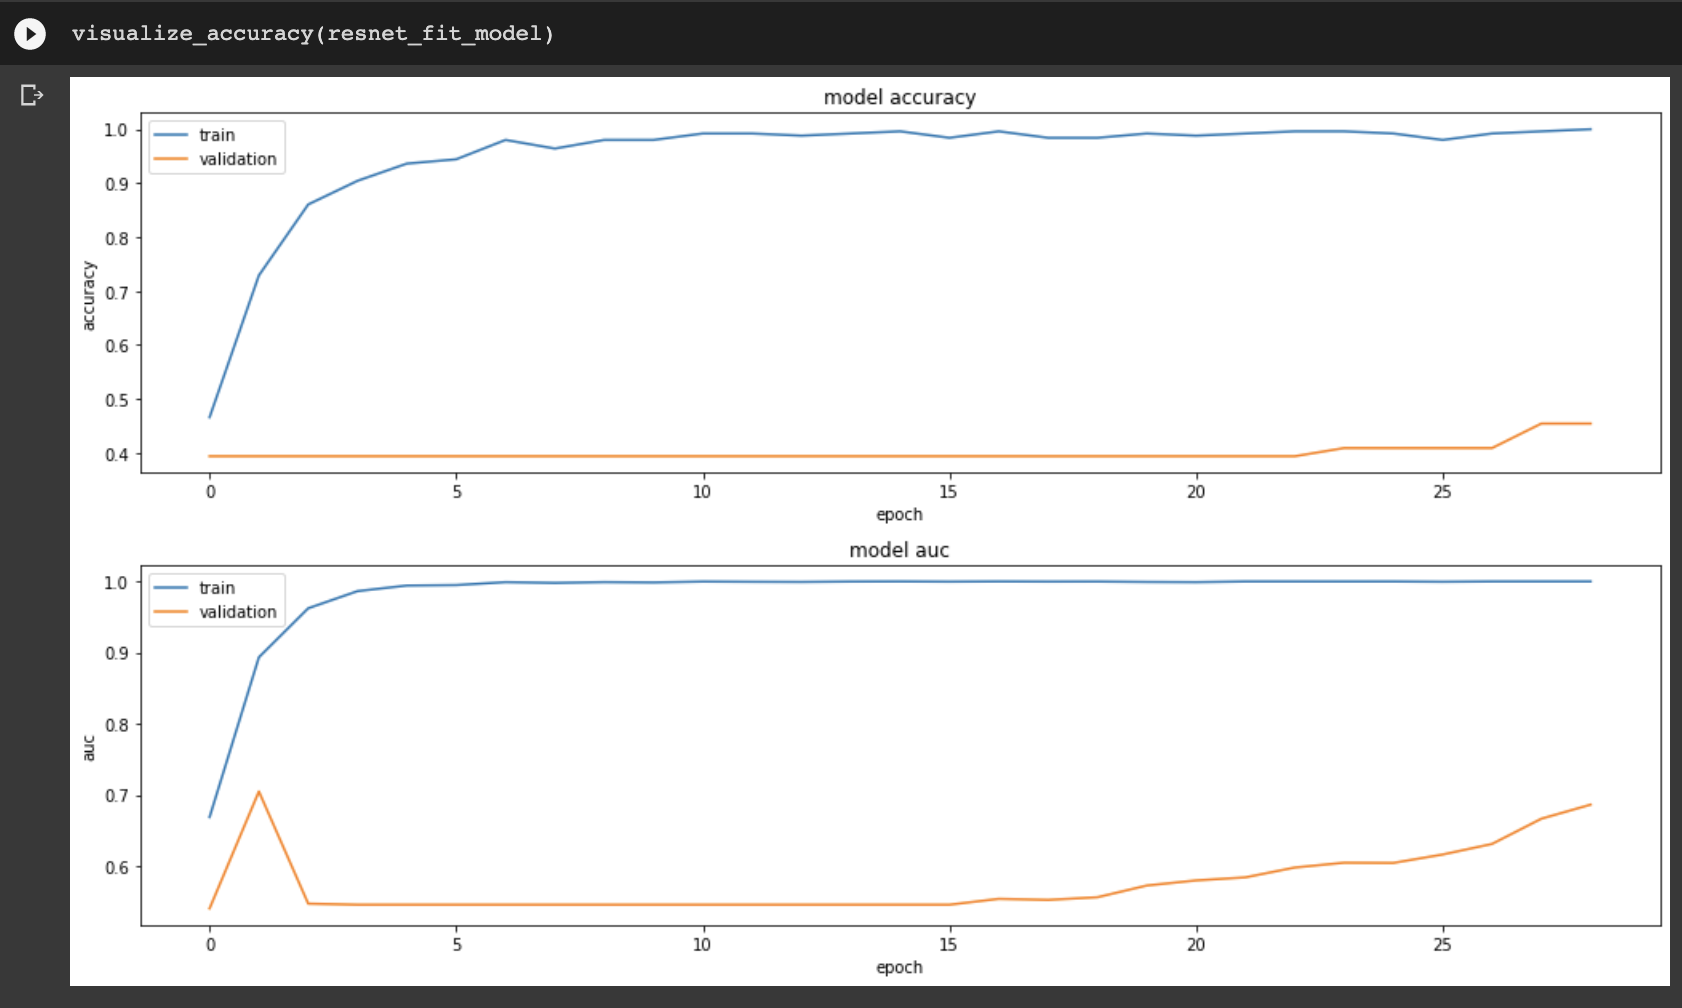 visualize_accuracy(resnet_fit_model)
model accuracy
train
validation
1.0
0.9
0.8
0.7
0.6
0.5
0.4
accuracy
0 5 10 15 20 25
epoch
model auc
train
validation
1.0
0.9
0.8
0.7
0.6
auc
0 5 10 15 20 25
epoch